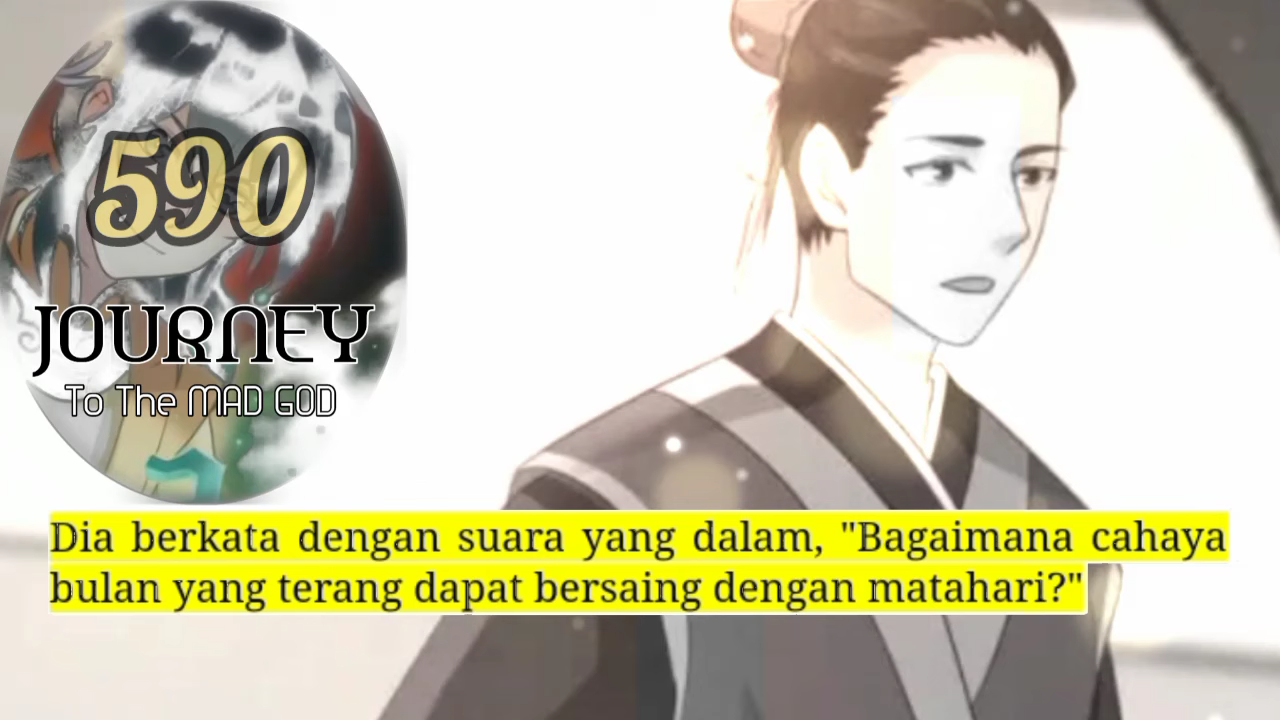 590
JOURNEY
To The MAD GOD
Dia berkata dengan suara yang dalam, "Bagaimana cahaya
bulan yang terang dapat bersaing dengan matahari?"